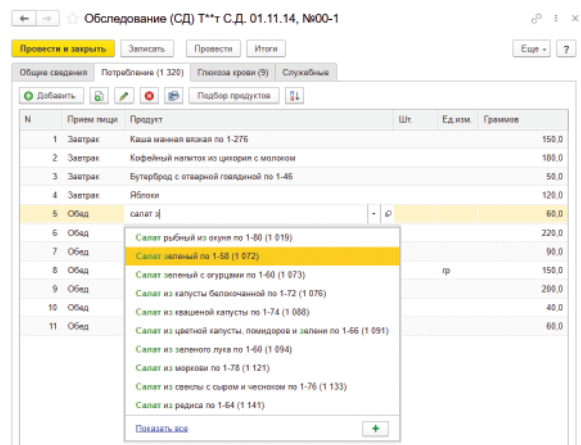 Обследование (СД) Т**т С.Д. 01.11.14, №00-1
Провести и закрыть Записать Провести Итоги Еще ?
Общие сведения Потребление (1 320) Глюкоза крови (9) Служебные
Добавить Подбор продуктов
N Прием пищи Продукт Шт. Ед.изм. Граммов
1 Завтрак Каша манная вязкая по 1-276 150,0
2 Завтрак Кофейный напиток из цикория с молоком 180,0
3 Завтрак Бутерброд с отварной говядиной по 1-46 50,0
4 Завтрак Яблоки 120,0
5 Обед салат з 60,0
6 Обед 220,0
7 Обед 90,0
8 Обед гр 150,0
9 Обед 200,0
10 Обед 40,0
11 Обед 60,0
Салат рыбный из окуня по 1-80 (1 019)
Салат зеленый по 1-58 (1 072)
Салат зеленый с огурцами по 1-60 (1 073)
Салат из капусты белокочанной по 1-72 (1 076)
Салат из квашеной капусты по 1-74 (1 088)
Салат из цветной капусты, помидоров и зелени по 1-66 (1 091)
Салат из зеленого лука по 1-60 (1 094)
Салат из моркови по 1-78 (1 121)
Салат из свеклы с сыром и чесноком по 1-76 (1 133)
Салат из редиса по 1-64 (1 141)
Показать все